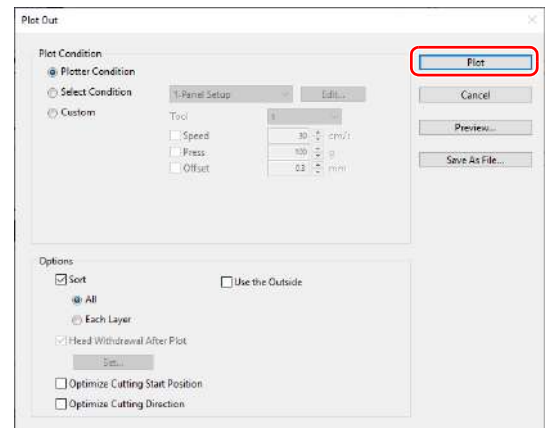 Plot Out
Plot Condition
Plotter Condition
Select Condition
1-Panel Setup
Edit...
Custom
Tool
1
Speed
30
cm/s
Press
100
g
Offset
0.3
mm
Plot
Cancel
Preview...
Save As File...
Options
Sort
Use the Outside
All
Each Layer
Head Withdrawal After Plot
Set...
Optimize Cutting Start Position
Optimize Cutting Direction